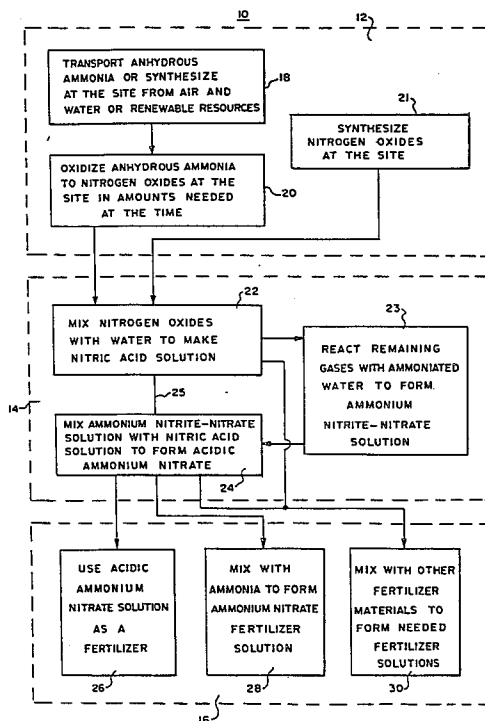 10
12
TRANSPORT ANHYDROUS
AMMONIA OR SYNTHESIZE
AT THE SITE FROM AIR AND
WATER OR RENEWABLE RESOURCES
18
21
SYNTHESIZE
NITROGEN OXIDES
AT THE SITE
OXIDIZE ANHYDROUS AMMONIA
TO NITROGEN OXIDES AT THE
SITE IN AMOUNTS NEEDED
AT THE TIME
20
22
MIX NITROGEN OXIDES
WITH WATER TO MAKE
NITRIC ACID SOLUTION
23
REACT REMAINING
GASES WITH AMMONIATED
WATER TO FORM
AMMONIUM
NITRITE-NITRATE
SOLUTION
25
14
MIX AMMONIUM NITRITE-NITRATE
SOLUTION WITH NITRIC ACID
SOLUTION TO FORM ACIDIC
AMMONIUM NITRATE
24
USE ACIDIC
AMMONIUM
NITRATE SOLUTION
AS A
FERTILIZER
26
MIX WITH
AMMONIA TO FORM
AMMONIUM NITRATE
FERTILIZER
SOLUTION
28
MIX WITH OTHER
FERTILIZER
MATERIALS TO
FORM NEEDED
FERTILIZER
SOLUTIONS
30
16